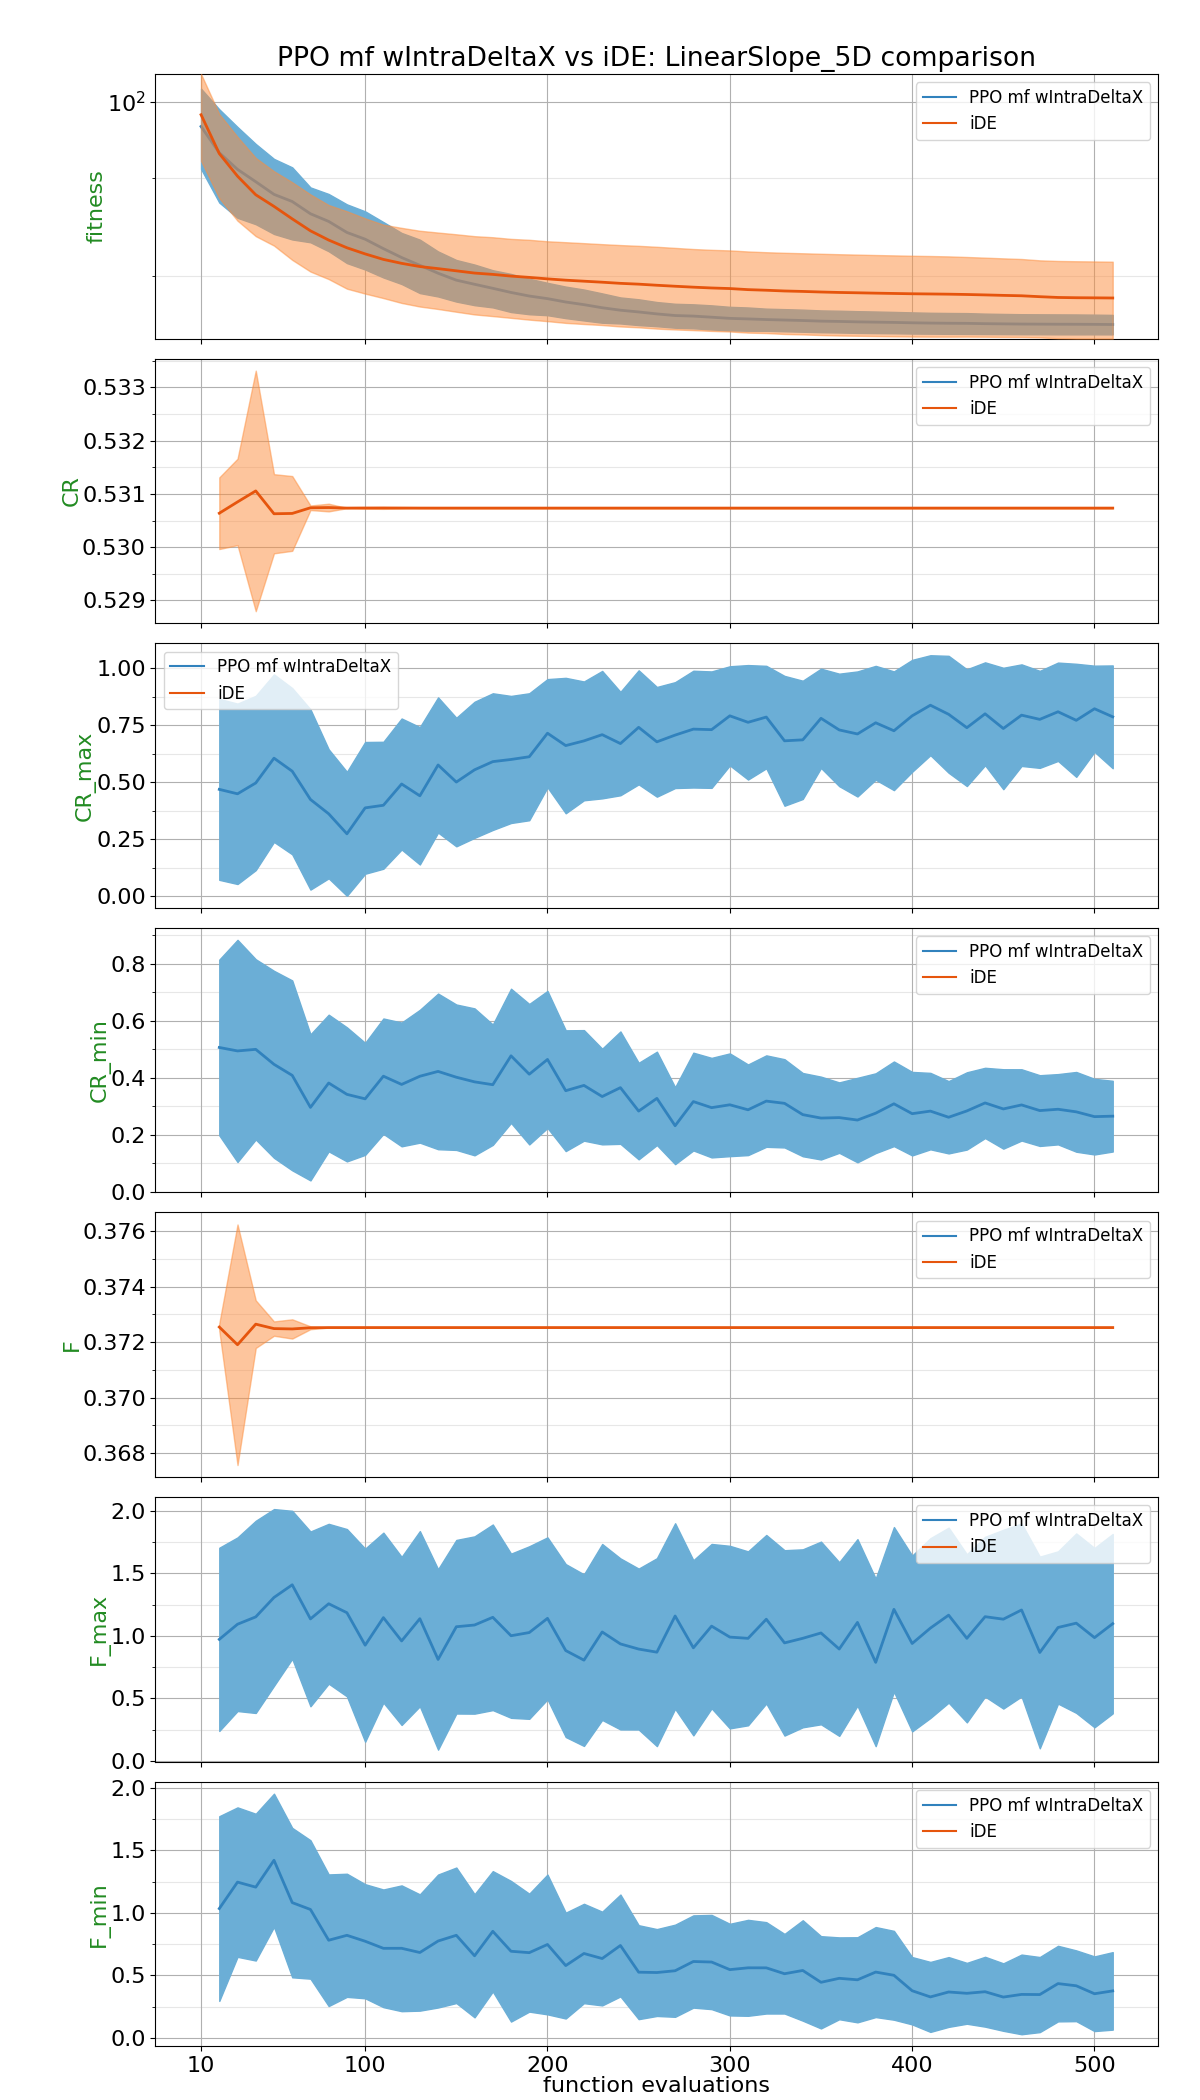 PPO mf wIntraDeltaX vs iDE: LinearSlope_5D comparison
10²
fitness
PPO mf wIntraDeltaX
iDE
0.533
0.532
0.531
0.530
0.529
CR
PPO mf wIntraDeltaX
iDE
1.00
0.75
0.50
0.25
0.00
CR_max
PPO mf wIntraDeltaX
iDE
0.8
0.6
0.4
0.2
0.0
CR_min
PPO mf wIntraDeltaX
iDE
0.376
0.374
0.372
0.370
0.368
F
PPO mf wIntraDeltaX
iDE
2.0
1.5
1.0
0.5
0.0
F_max
PPO mf wIntraDeltaX
iDE
2.0
1.5
1.0
0.5
0.0
F_min
PPO mf wIntraDeltaX
iDE
10 100 200 300 400 500
function evaluations